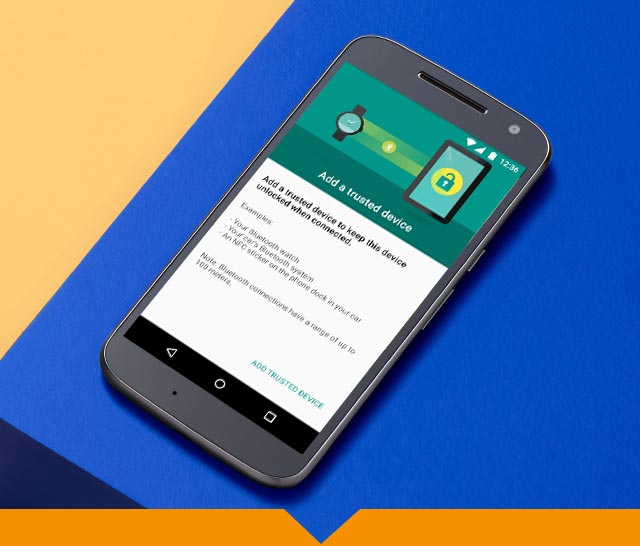 12:36
Add a trusted device
Add a trusted device to keep this device
unlocked when connected.
Examples:
- Your Bluetooth watch
- Your car's Bluetooth system
- An NFC sticker on the phone dock in your car
Note: Bluetooth connections have a range of up to
100 meters.
ADD TRUSTED DEVICE